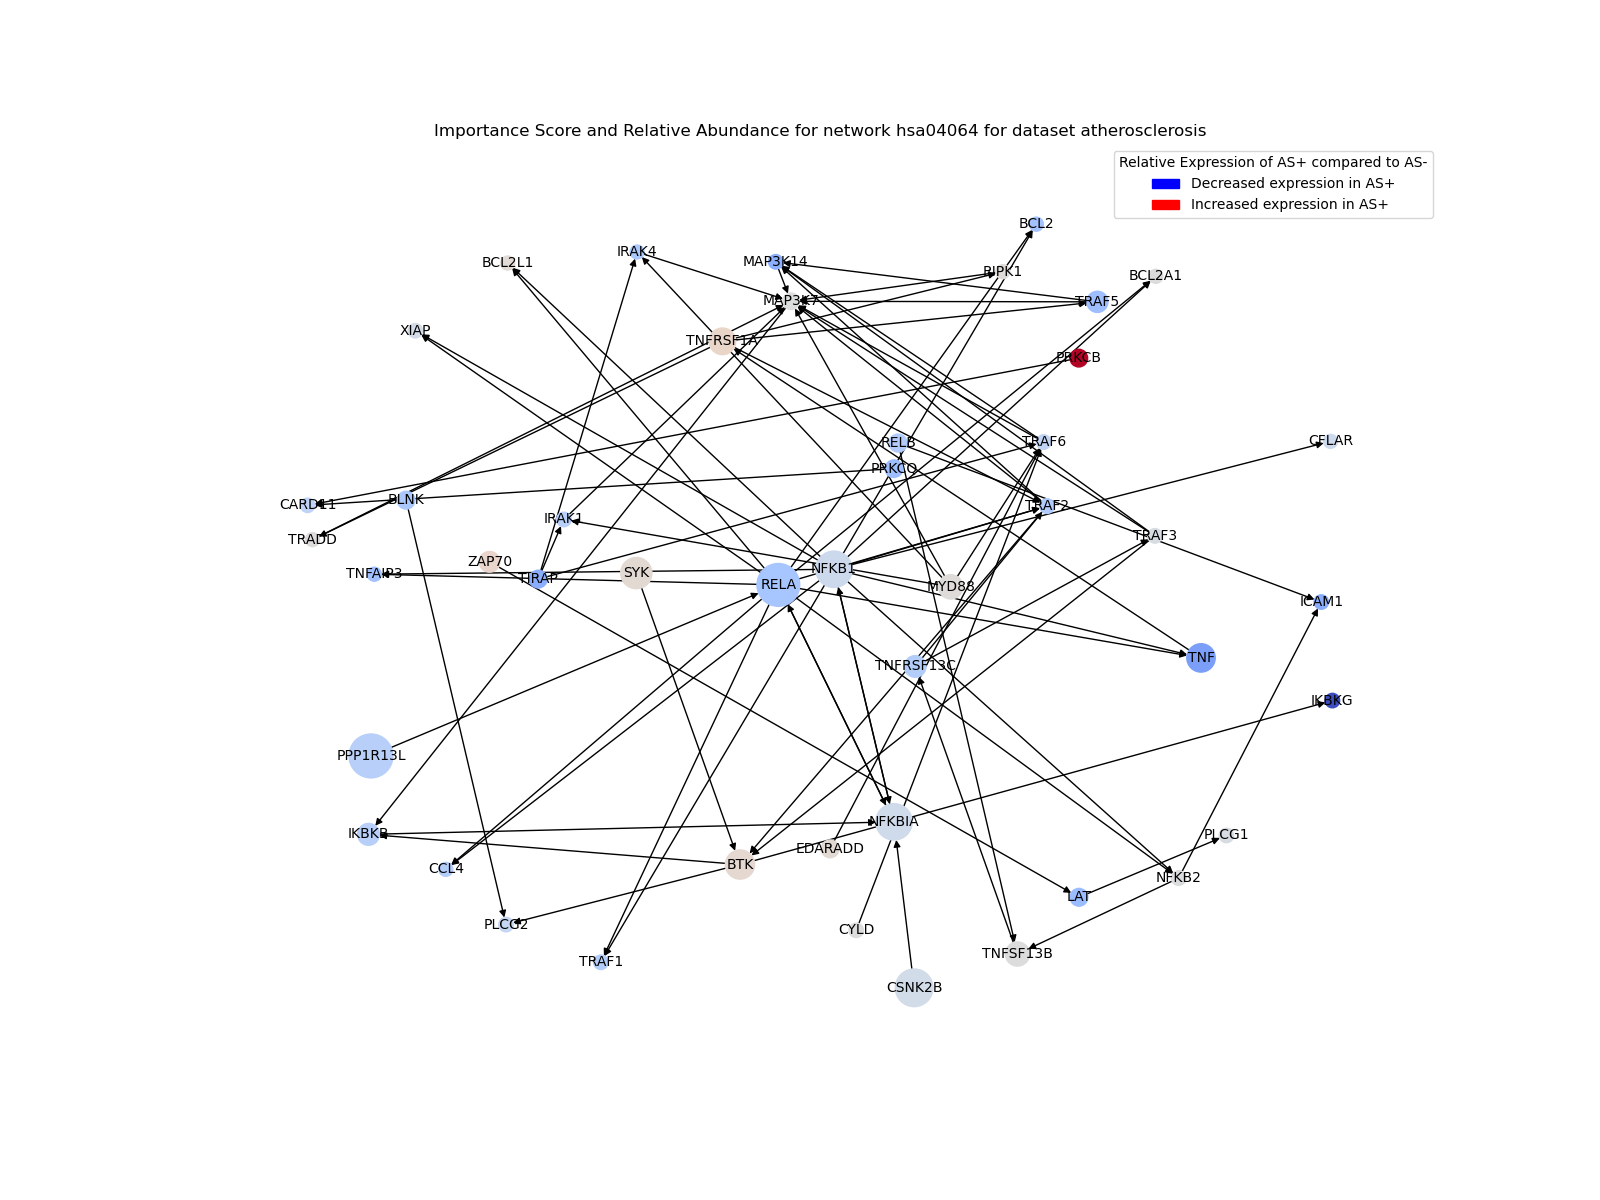 Importance Score and Relative Abundance for network hsa04064 for dataset atherosclerosis
Relative Expression of AS+ compared to AS-
Decreased expression in AS+
Increased expression in AS+
BCL2
IRAK4
BCL2L1
MAP3K14
RIPK1
BCL2A1
MAP3K7
TRAF5
XIAP
TNFRSF1A
PRKCB
RELB
TRAF6
CFLAR
PRKCQ
CARD11
BLNK
TRAF2
IRAK1
TRADD
TRAF3
ZAP70
TNFAIP3
TIRAP
SYK
NFKB1
RELA
MYD88
ICAM1
TNF
TNFRSF13C
IKBKG
PPP1R13L
NFKBIA
IKBKB
PLCG1
EDARADD
BTK
CCL4
NFKB2
LAT
PLCG2
CYLD
TNFSF13B
TRAF1
CSNK2B